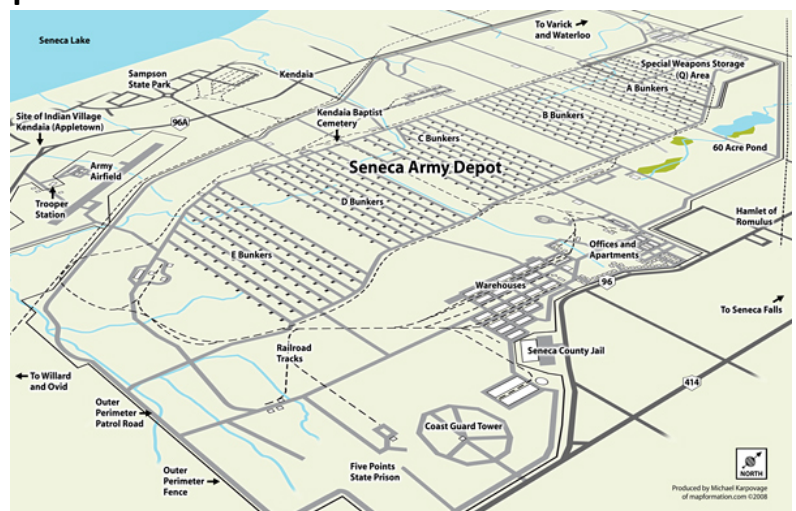 Seneca Lake
To Varick
and Waterloo
Sampson
State Park
Kendaia
Special Weapons Storage
(Q) Area
A Bunkers
Site of Indian Village
Kendaia (Appletown)
96A
Kendaia Baptist
Cemetery
B Bunkers
C Bunkers
60 Acre Pond
Army
Airfield
Seneca Army Depot
Trooper
Station
D Bunkers
Hamlet of
Romulus
E Bunkers
Offices and
Apartments
Warehouses
96
To Seneca Falls
Railroad
Tracks
Seneca County Jail
To Willard
and Ovid
414
Outer
Perimeter
Patrol Road
Coast Guard Tower
Five Points
State Prison
Outer
Perimeter
Fence
NORTH
Produced by Michael Karpovage
of mapformation.com ©2008